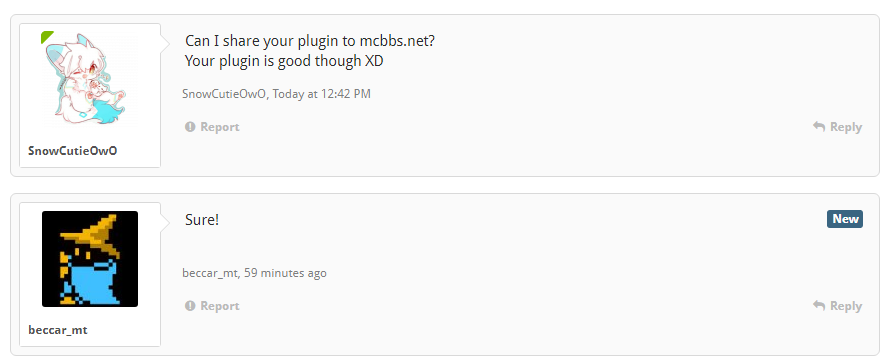 Can I share your plugin to mcbbs.net?
Your plugin is good though XD
SnowCutieOwO, Today at 12:42 PM
Report
Reply
SnowCutieOwO
Sure!
New
beccar_mt, 59 minutes ago
Report
Reply
beccar_mt